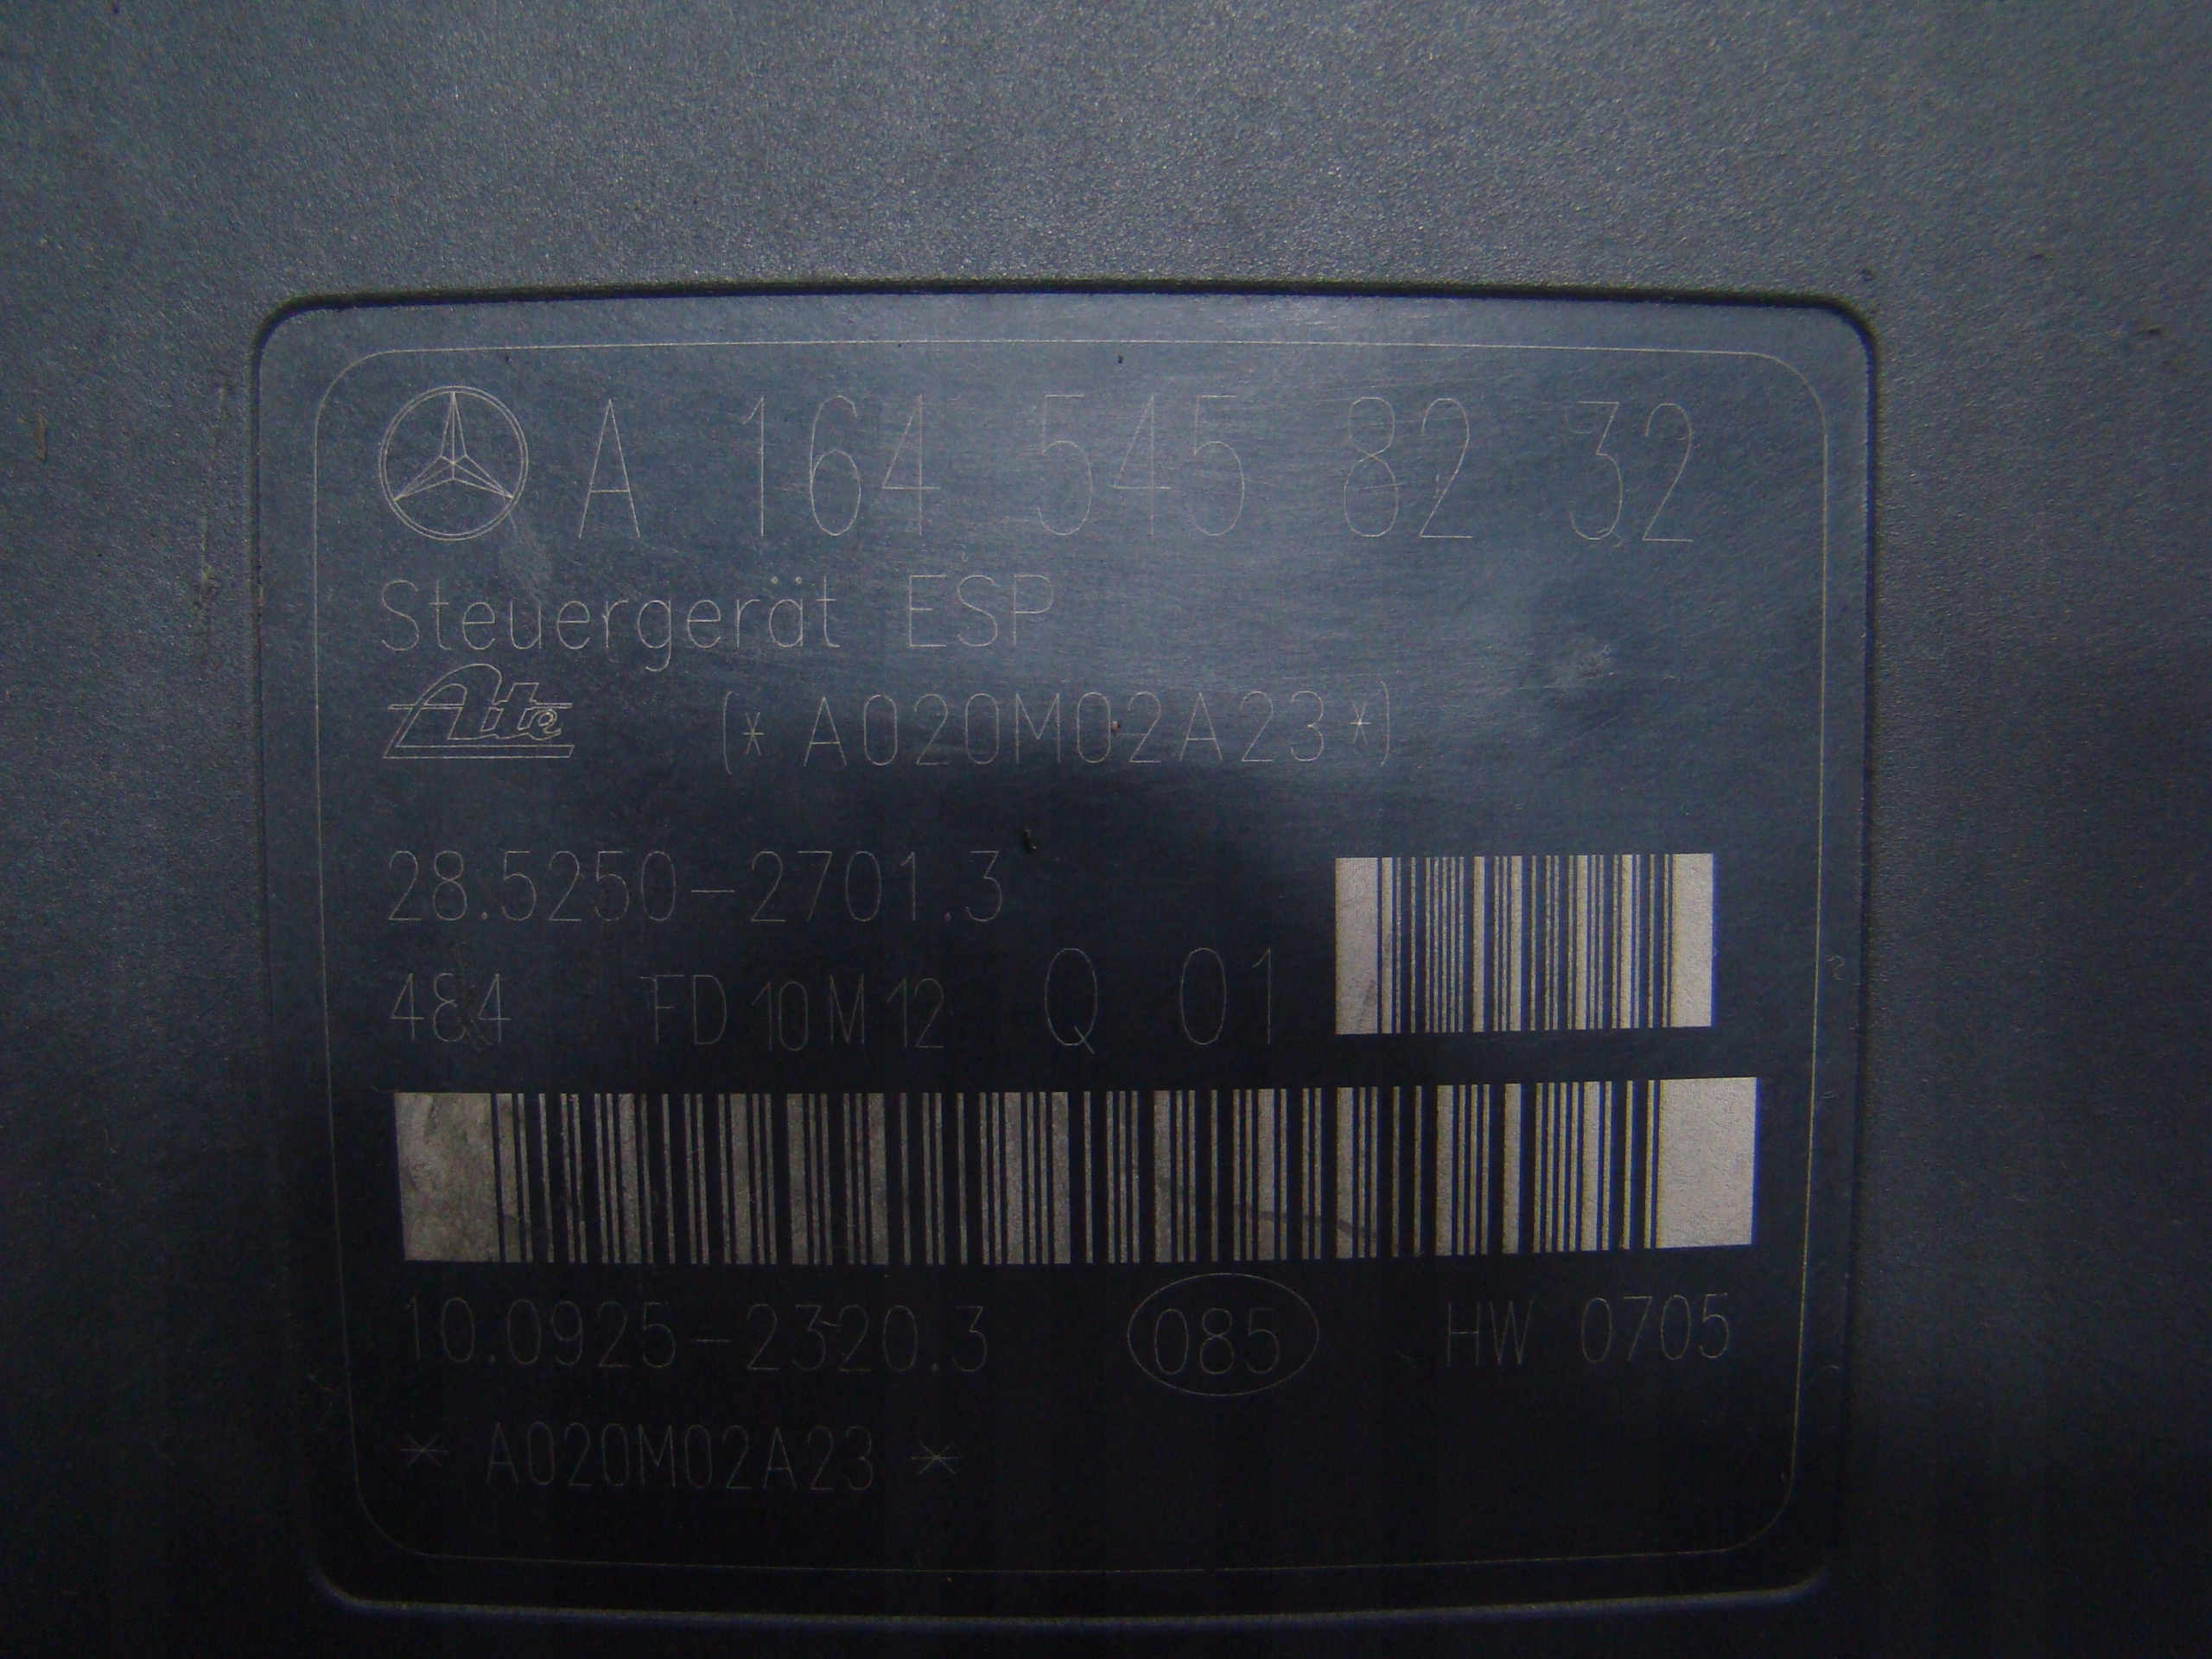 A 164 545 82 32
Steuergerät ESP
Ate (* A020M02A23*)
28.5250-2701.3
484 FD 10 M 12 Q 01
10.0925-2320.3 085 HW 0705
* A020M02A23 *